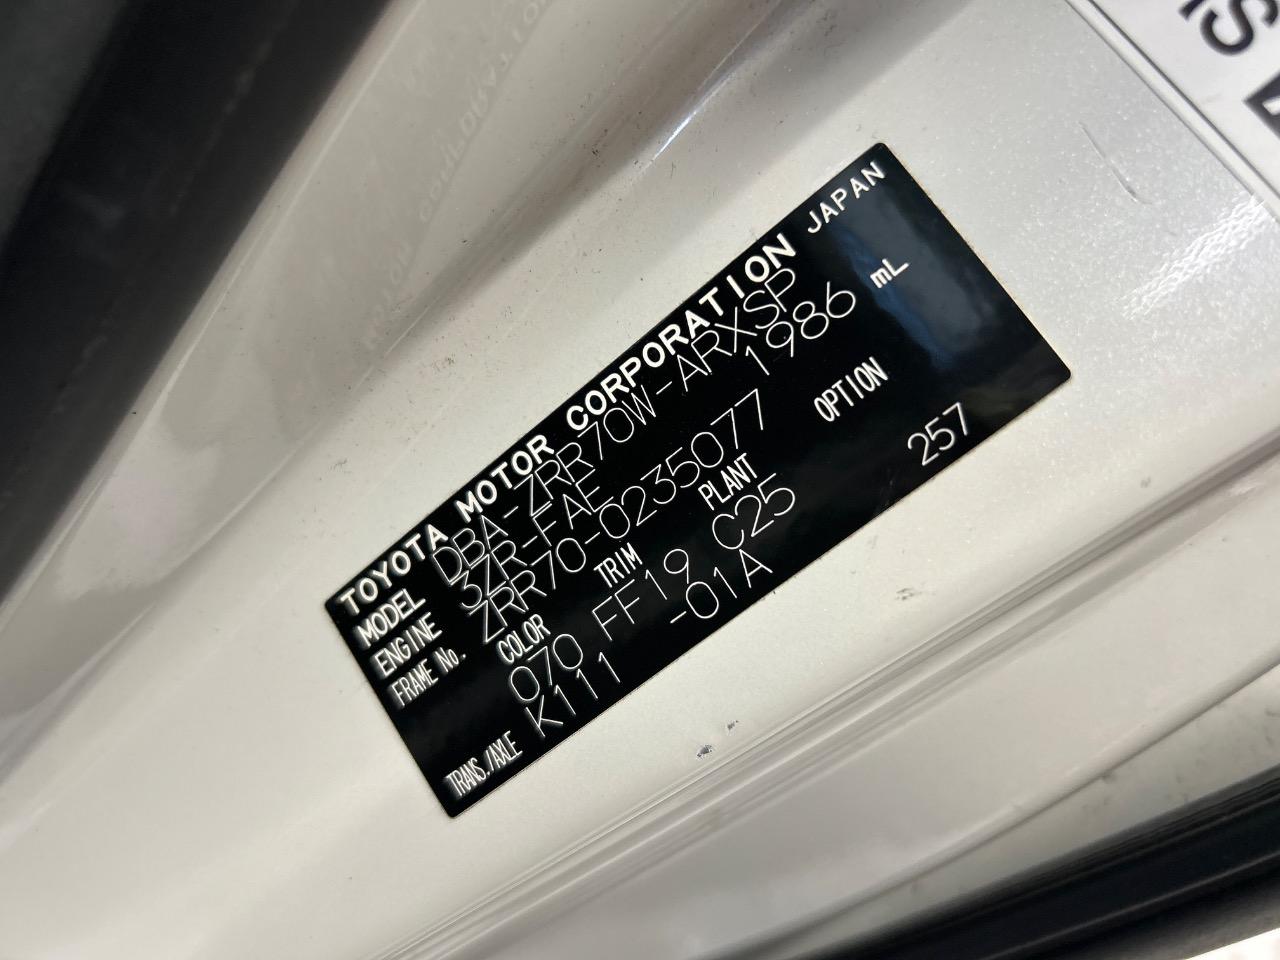 TOYOTA MOTOR CORPORATION JAPAN
MODEL DBA-ZRR70W-ARXSP
ENGINE 3ZR-FAE 1986 mL
FRAME No. ZRR70-0235077
COLOR TRIM PLANT OPTION
070 FF19 C25 257
TRANS./AXLE K111 -01A